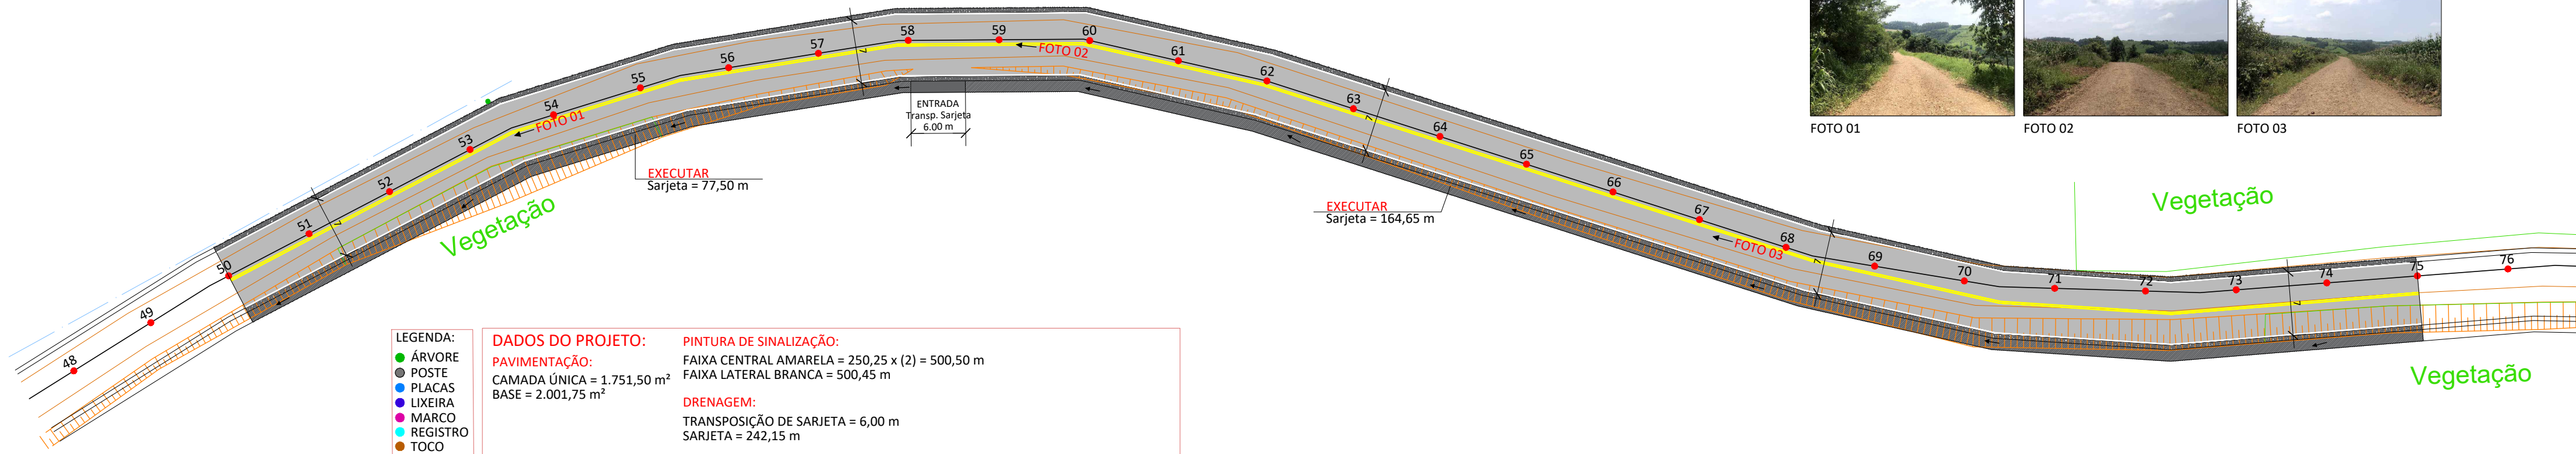 48
49
50
51
52
53
54
55
56
57
58
59
60
61
62
63
64
65
66
67
68
69
70
71
72
73
74
75
76
7
7
7
7
7
FOTO 01
FOTO 02
FOTO 03
ENTRADA
Transp. Sarjeta
6.00 m
EXECUTAR
Sarjeta = 77,50 m
EXECUTAR
Sarjeta = 164,65 m
Vegetação
Vegetação
Vegetação
FOTO 01
FOTO 02
FOTO 03
LEGENDA:
ÁRVORE
POSTE
PLACAS
LIXEIRA
MARCO
REGISTRO
TOCO
DADOS DO PROJETO:
PAVIMENTAÇÃO:
CAMADA ÚNICA = 1.751,50 m²
BASE = 2.001,75 m²
PINTURA DE SINALIZAÇÃO:
FAIXA CENTRAL AMARELA = 250,25 x (2) = 500,50 m
FAIXA LATERAL BRANCA = 500,45 m
DRENAGEM:
TRANSPOSIÇÃO DE SARJETA = 6,00 m
SARJETA = 242,15 m